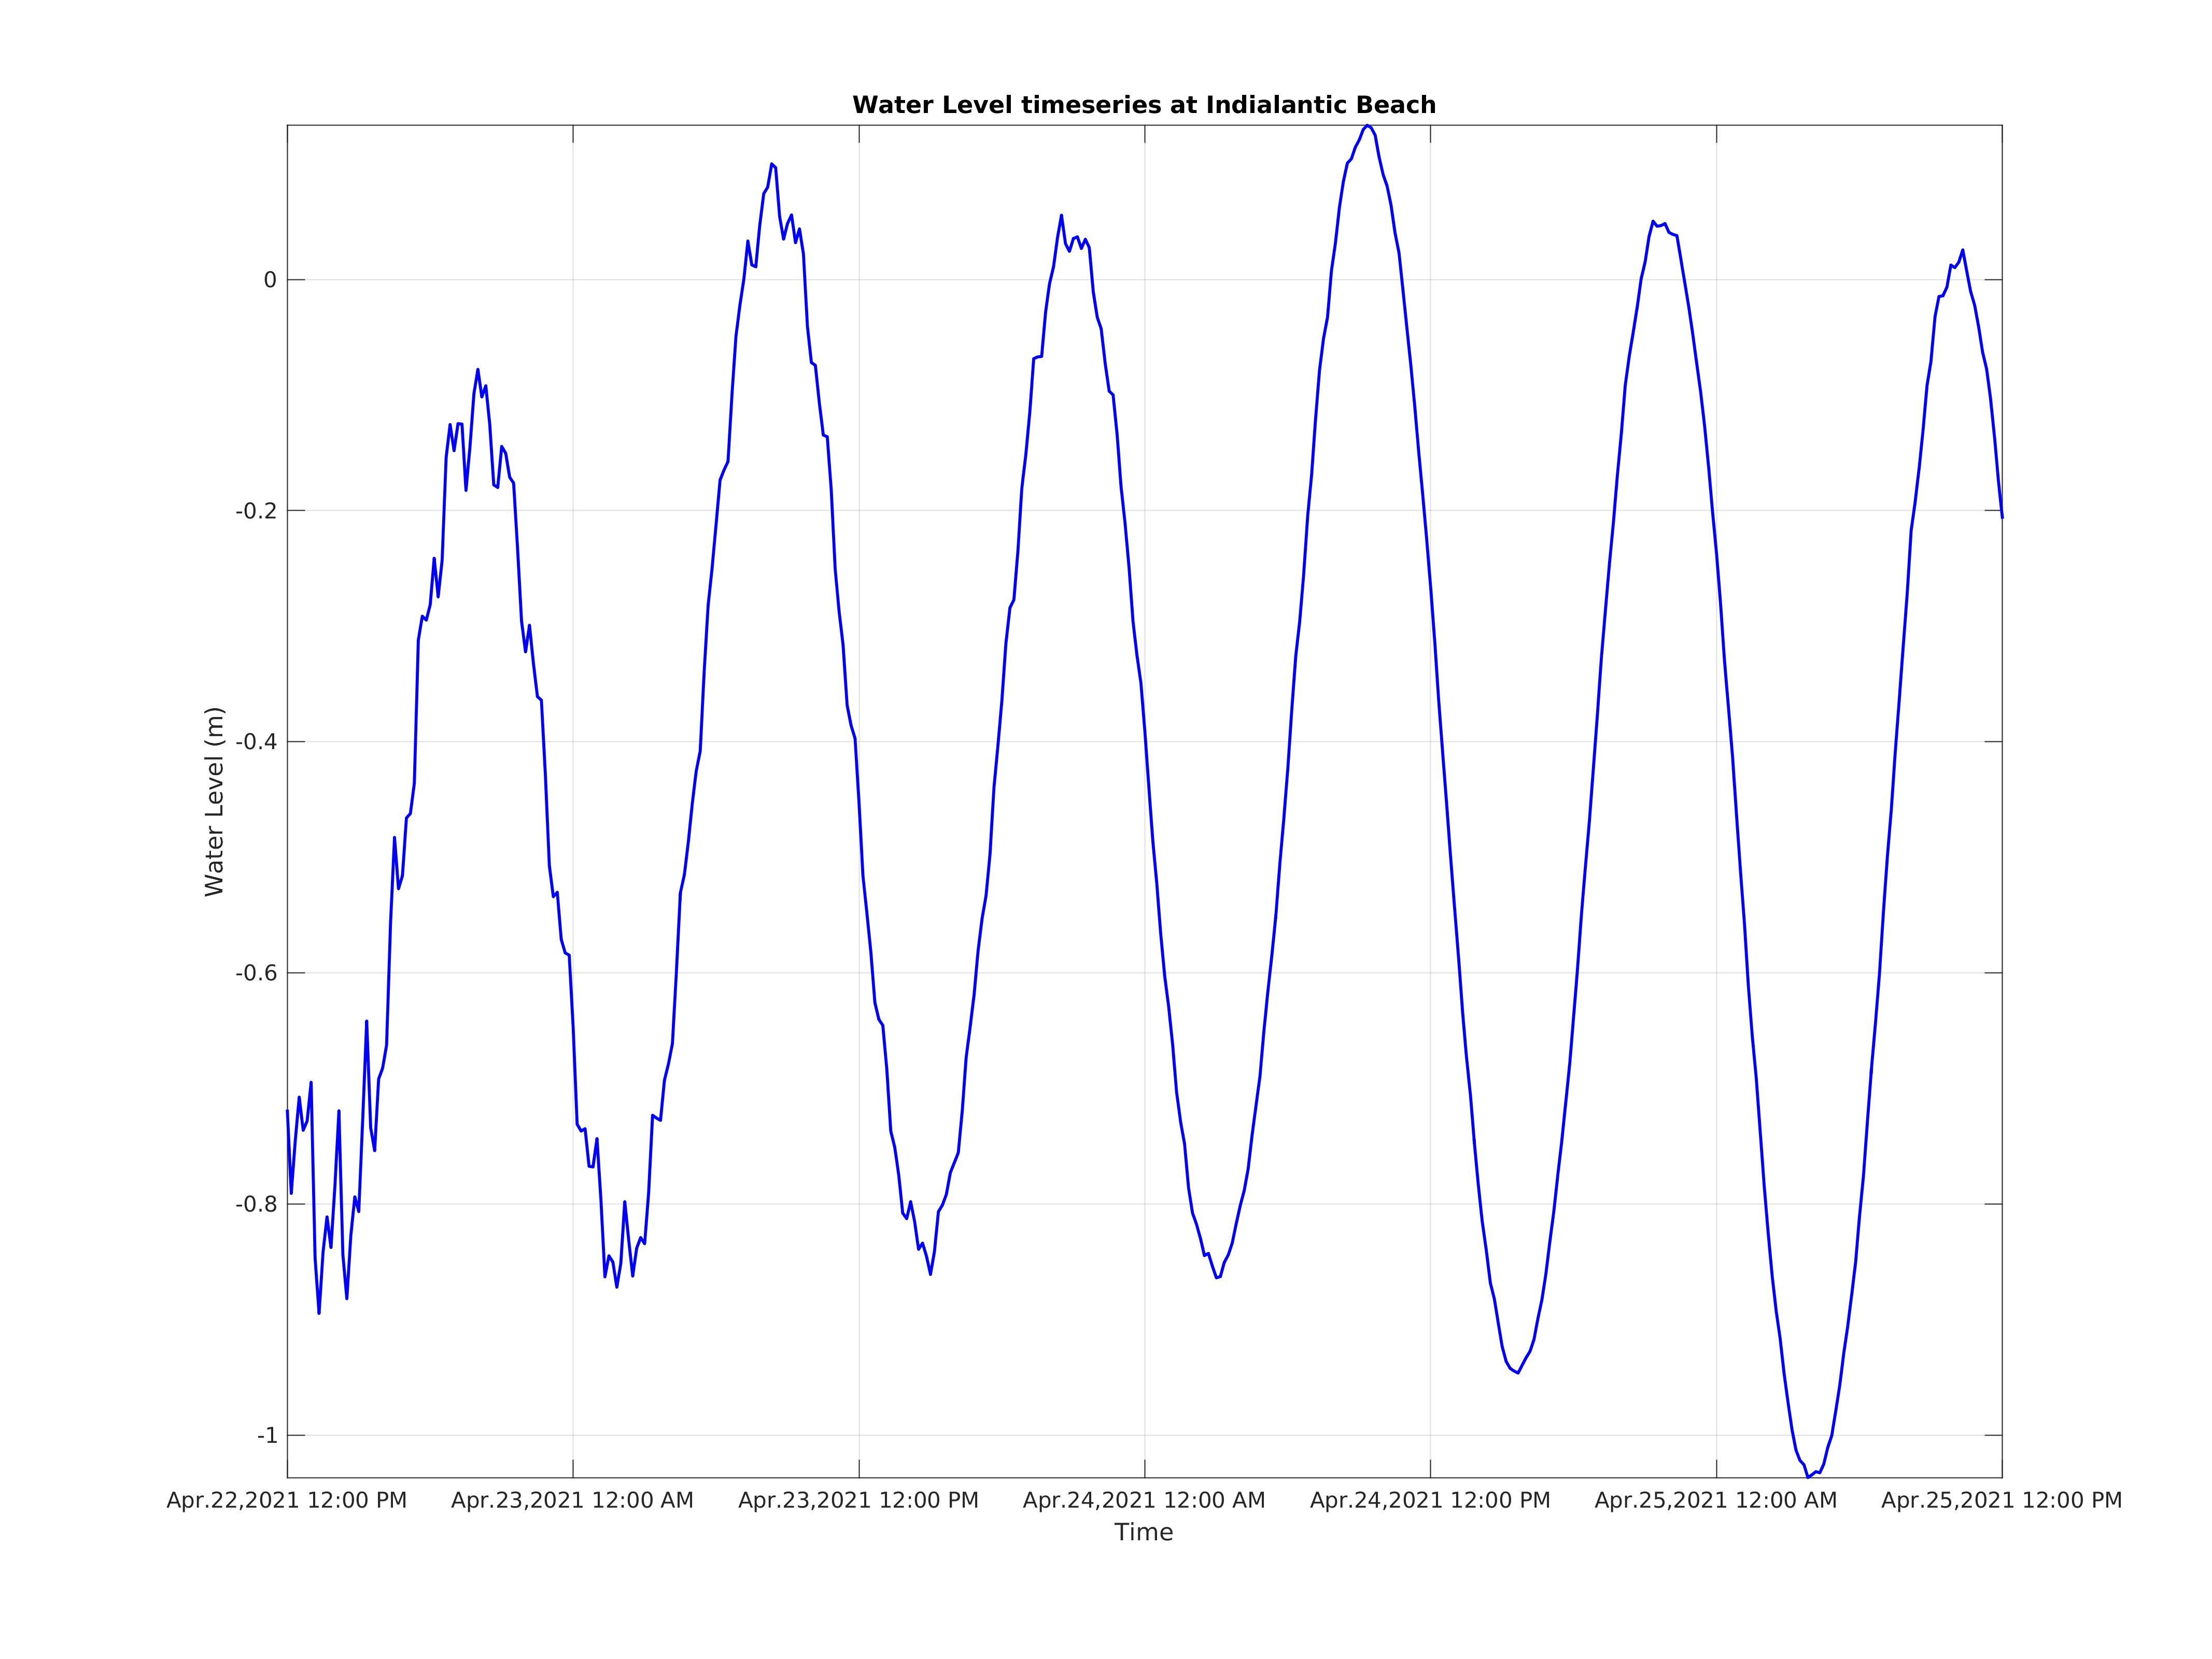 Water Level timeseries at Indialantic Beach
Water Level (m)
0
-0.2
-0.4
-0.6
-0.8
-1
Apr.22,2021 12:00 PM
Apr.23,2021 12:00 AM
Apr.23,2021 12:00 PM
Apr.24,2021 12:00 AM
Apr.24,2021 12:00 PM
Apr.25,2021 12:00 AM
Apr.25,2021 12:00 PM
Time